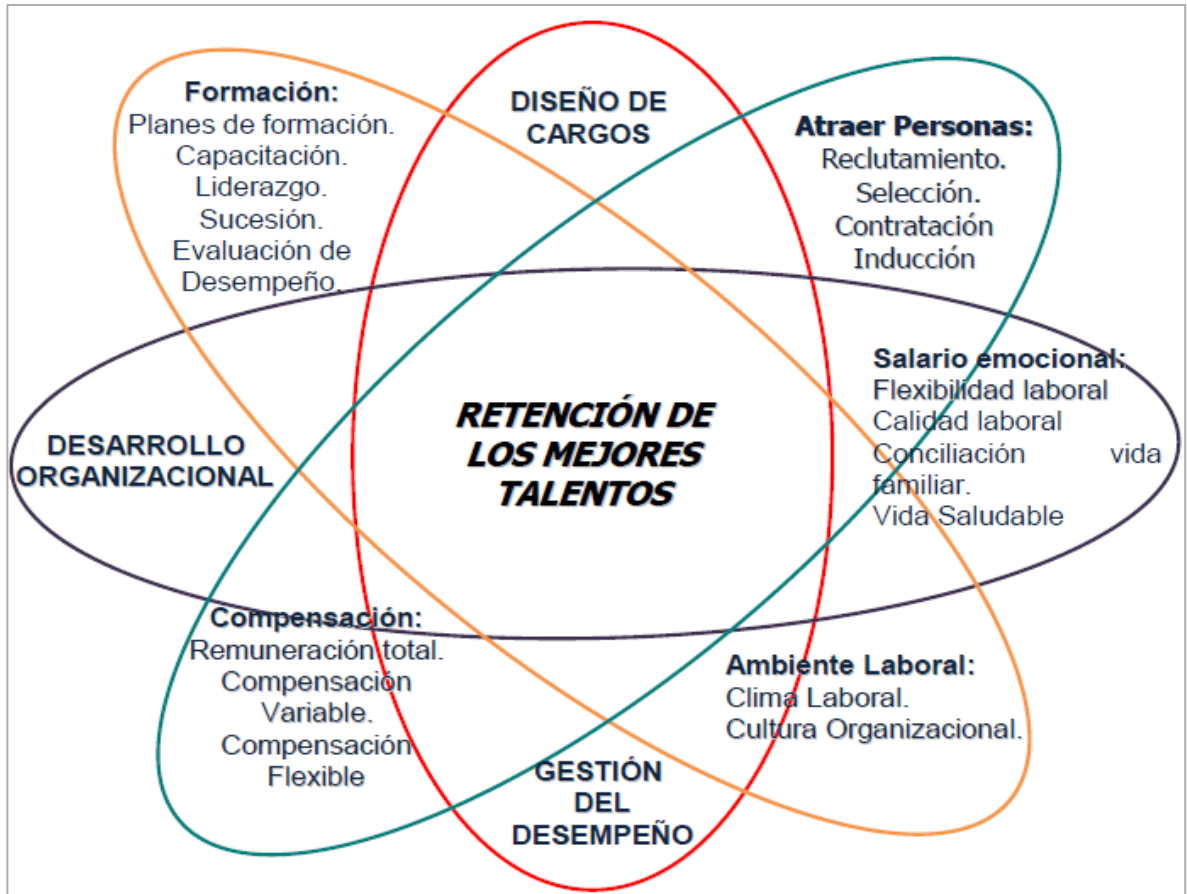 Formación:
Planes de formación.
Capacitación.
Liderazgo.
Sucesión.
Evaluación de
Desempeño.
DISEÑO DE
CARGOS
Atraer Personas:
Reclutamiento.
Selección.
Contratación
Inducción
DESARROLLO
ORGANIZACIONAL
RETENCIÓN DE
LOS MEJORES
TALENTOS
Salario emocional:
Flexibilidad laboral
Calidad laboral
Conciliación vida
familiar.
Vida Saludable
Compensación:
Remuneración total.
Compensación
Variable.
Compensación
Flexible
GESTIÓN
DEL
DESEMPEÑO
Ambiente Laboral:
Clima Laboral.
Cultura Organizacional.